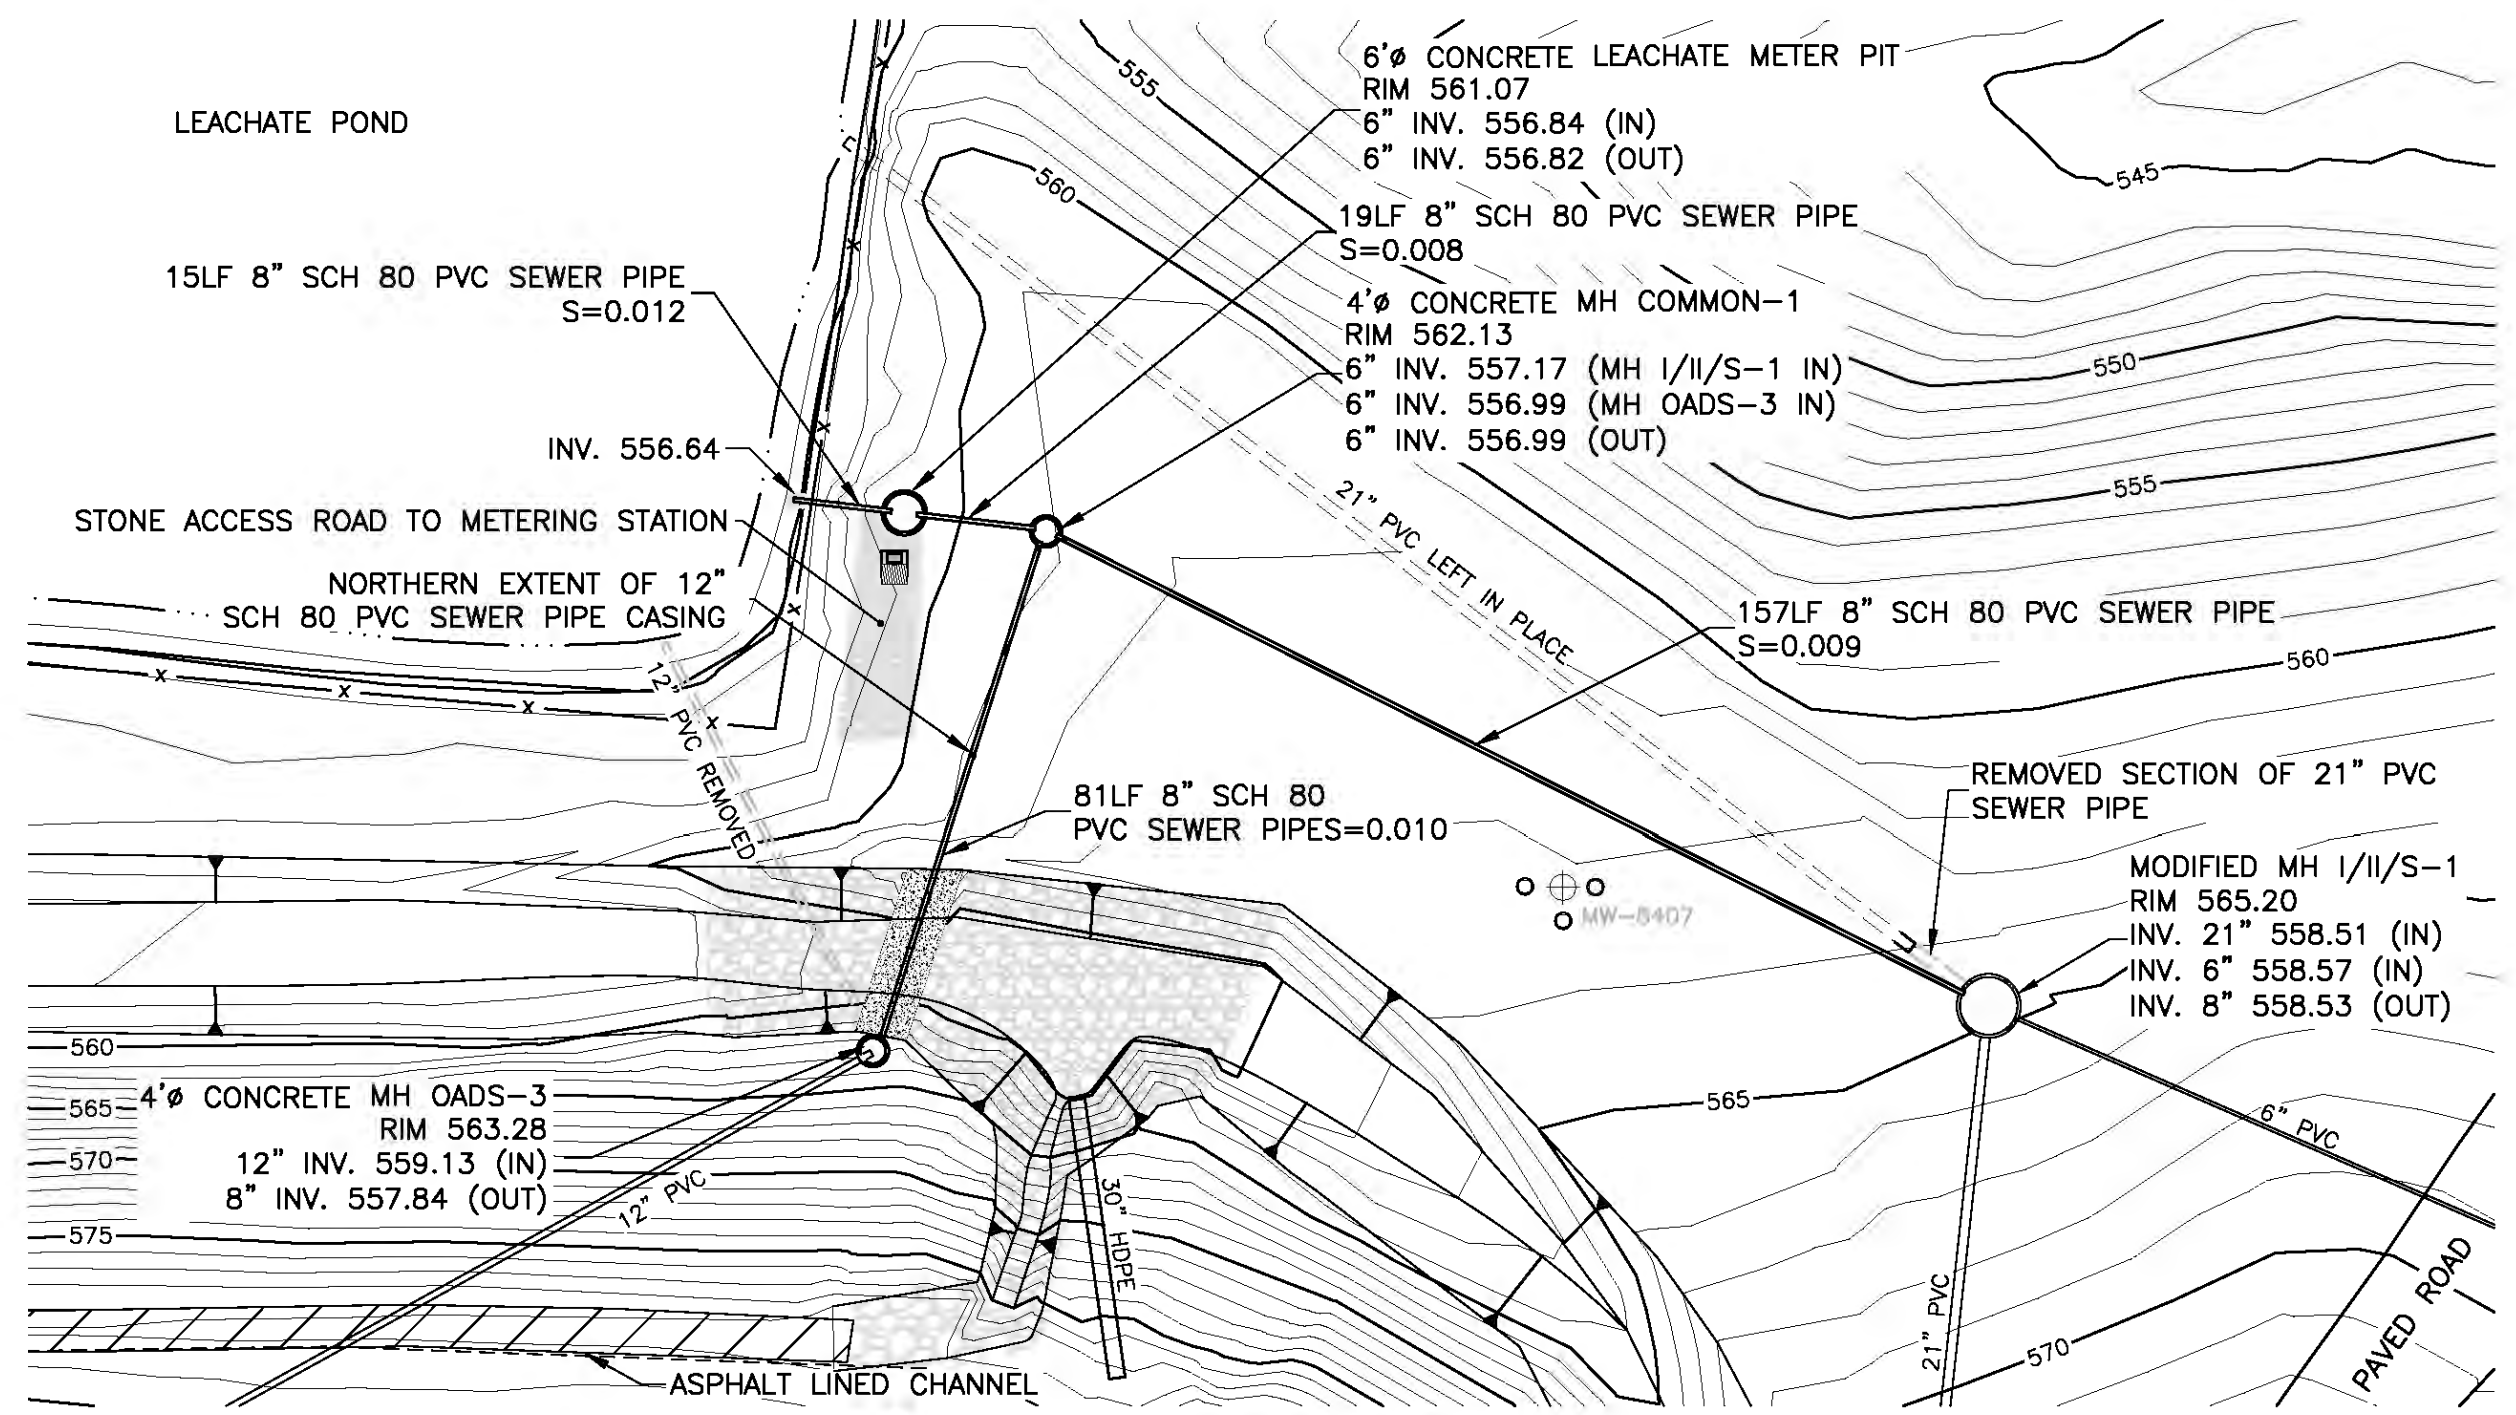 LEACHATE POND
6'ø CONCRETE LEACHATE METER PIT
RIM 561.07
6" INV. 556.84 (IN)
6" INV. 556.82 (OUT)
555
560
545
19LF 8" SCH 80 PVC SEWER PIPE
S=0.008
15LF 8" SCH 80 PVC SEWER PIPE
S=0.012
4'ø CONCRETE MH COMMON-1
RIM 562.13
6" INV. 557.17 (MH I/II/S-1 IN)
6" INV. 556.99 (MH OADS-3 IN)
6" INV. 556.99 (OUT)
550
555
INV. 556.64
STONE ACCESS ROAD TO METERING STATION
NORTHERN EXTENT OF 12"
SCH 80 PVC SEWER PIPE CASING
21" PVC LEFT IN PLACE
157LF 8" SCH 80 PVC SEWER PIPE
S=0.009
560
12" PVC REMOVED
81LF 8" SCH 80
PVC SEWER PIPES=0.010
REMOVED SECTION OF 21" PVC
SEWER PIPE
MW-8407
MODIFIED MH I/II/S-1
RIM 565.20
INV. 21" 558.51 (IN)
INV. 6" 558.57 (IN)
INV. 8" 558.53 (OUT)
560
565
570
575
4'ø CONCRETE MH OADS-3
RIM 563.28
12" INV. 559.13 (IN)
8" INV. 557.84 (OUT)
12" PVC
30" HDPE
565
6" PVC
21" PVC
570
PAVED ROAD
ASPHALT LINED CHANNEL
x
x
x
x
x
x
x
x
x